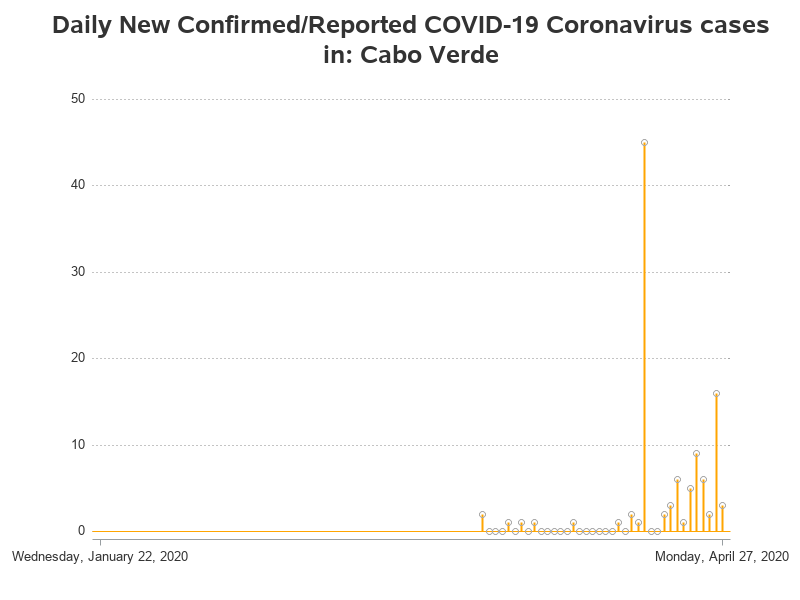 Daily New Confirmed/Reported COVID-19 Coronavirus cases
in: Cabo Verde
50
40
30
20
10
0
Wednesday, January 22, 2020
Monday, April 27, 2020